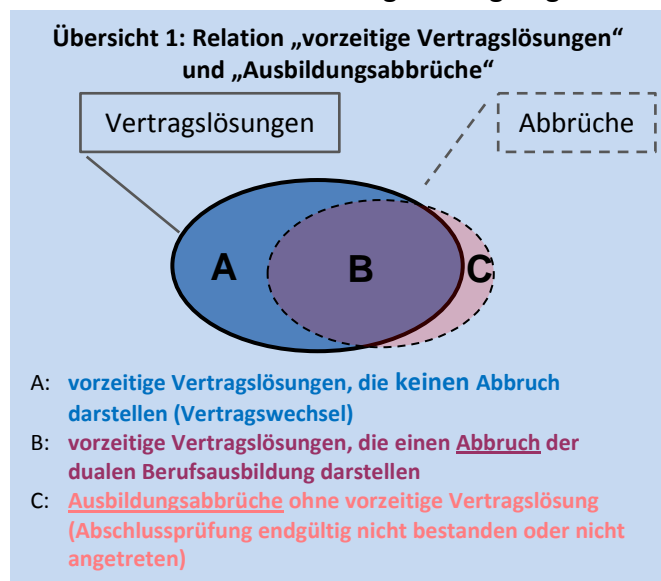 Übersicht 1: Relation „vorzeitige Vertragslösungen“
und „Ausbildungsabbrüche“
Vertragslösungen
Abbrüche
A
B
C
A: vorzeitige Vertragslösungen, die keinen Abbruch
darstellen (Vertragswechsel)
B: vorzeitige Vertragslösungen, die einen Abbruch der
dualen Berufsausbildung darstellen
C: Ausbildungsabbrüche ohne vorzeitige Vertragslösung
(Abschlussprüfung endgültig nicht bestanden oder nicht
angetreten)